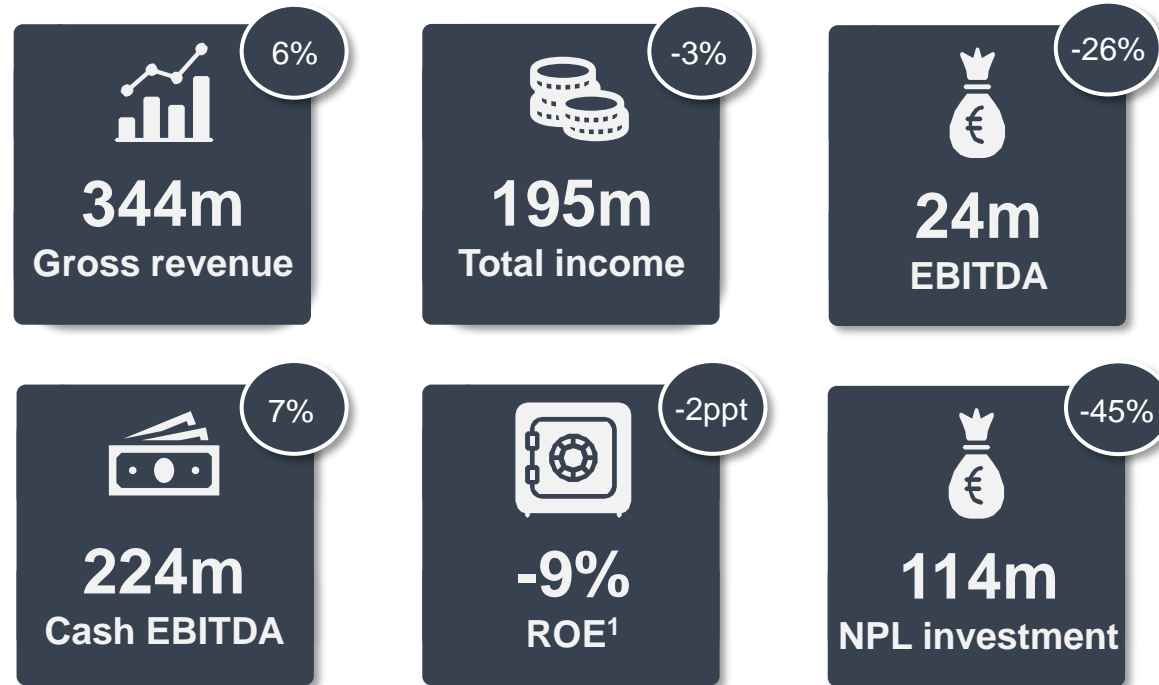 6%
344m
Gross revenue
-3%
195m
Total income
-26%
€
24m
EBITDA
7%
224m
Cash EBITDA
-2ppt
-9%
ROE¹
-45%
€
114m
NPL investment